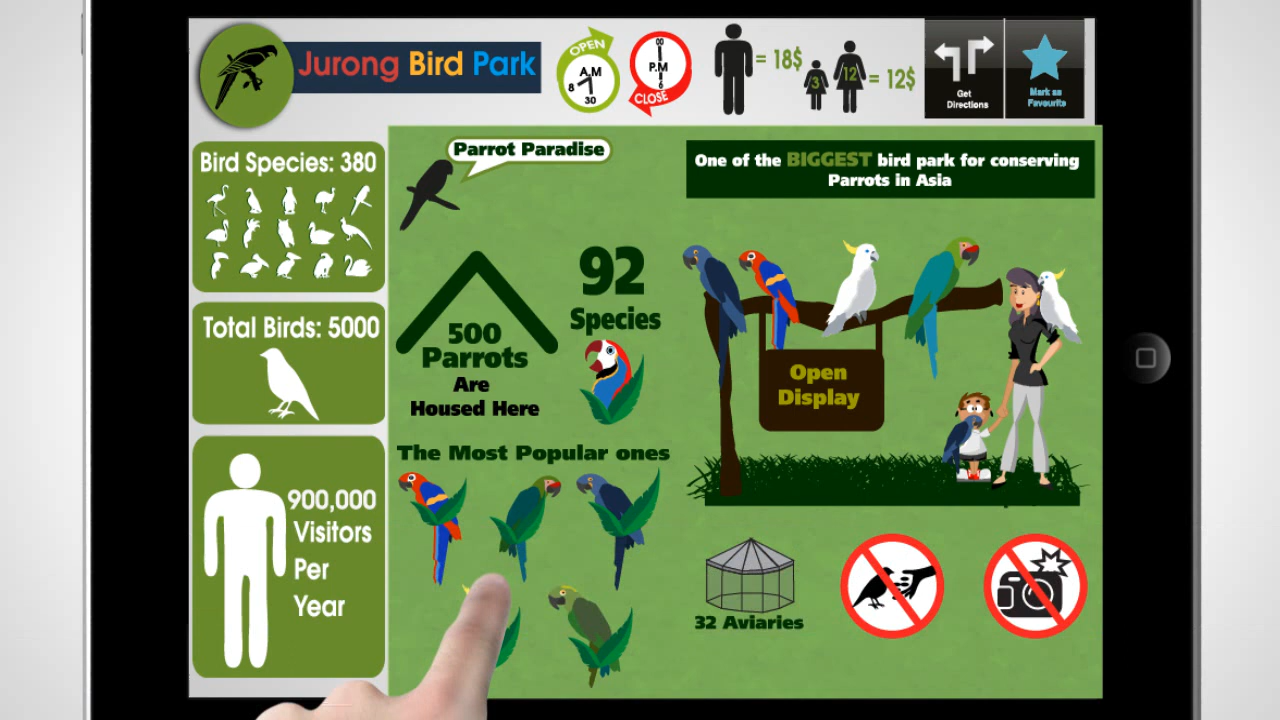 Jurong Bird Park
OPEN
A.M
8
30
00
P.M
6
CLOSE
= 18$
3
12
= 12$
Get
Directions
Mark as
Favourite
Bird Species: 380
Total Birds: 5000
900,000
Visitors
Per
Year
Parrot Paradise
500
Parrots
Are
Housed Here
92
Species
The Most Popular ones
One of the BIGGEST bird park for conserving
Parrots in Asia
Open
Display
32 Aviaries